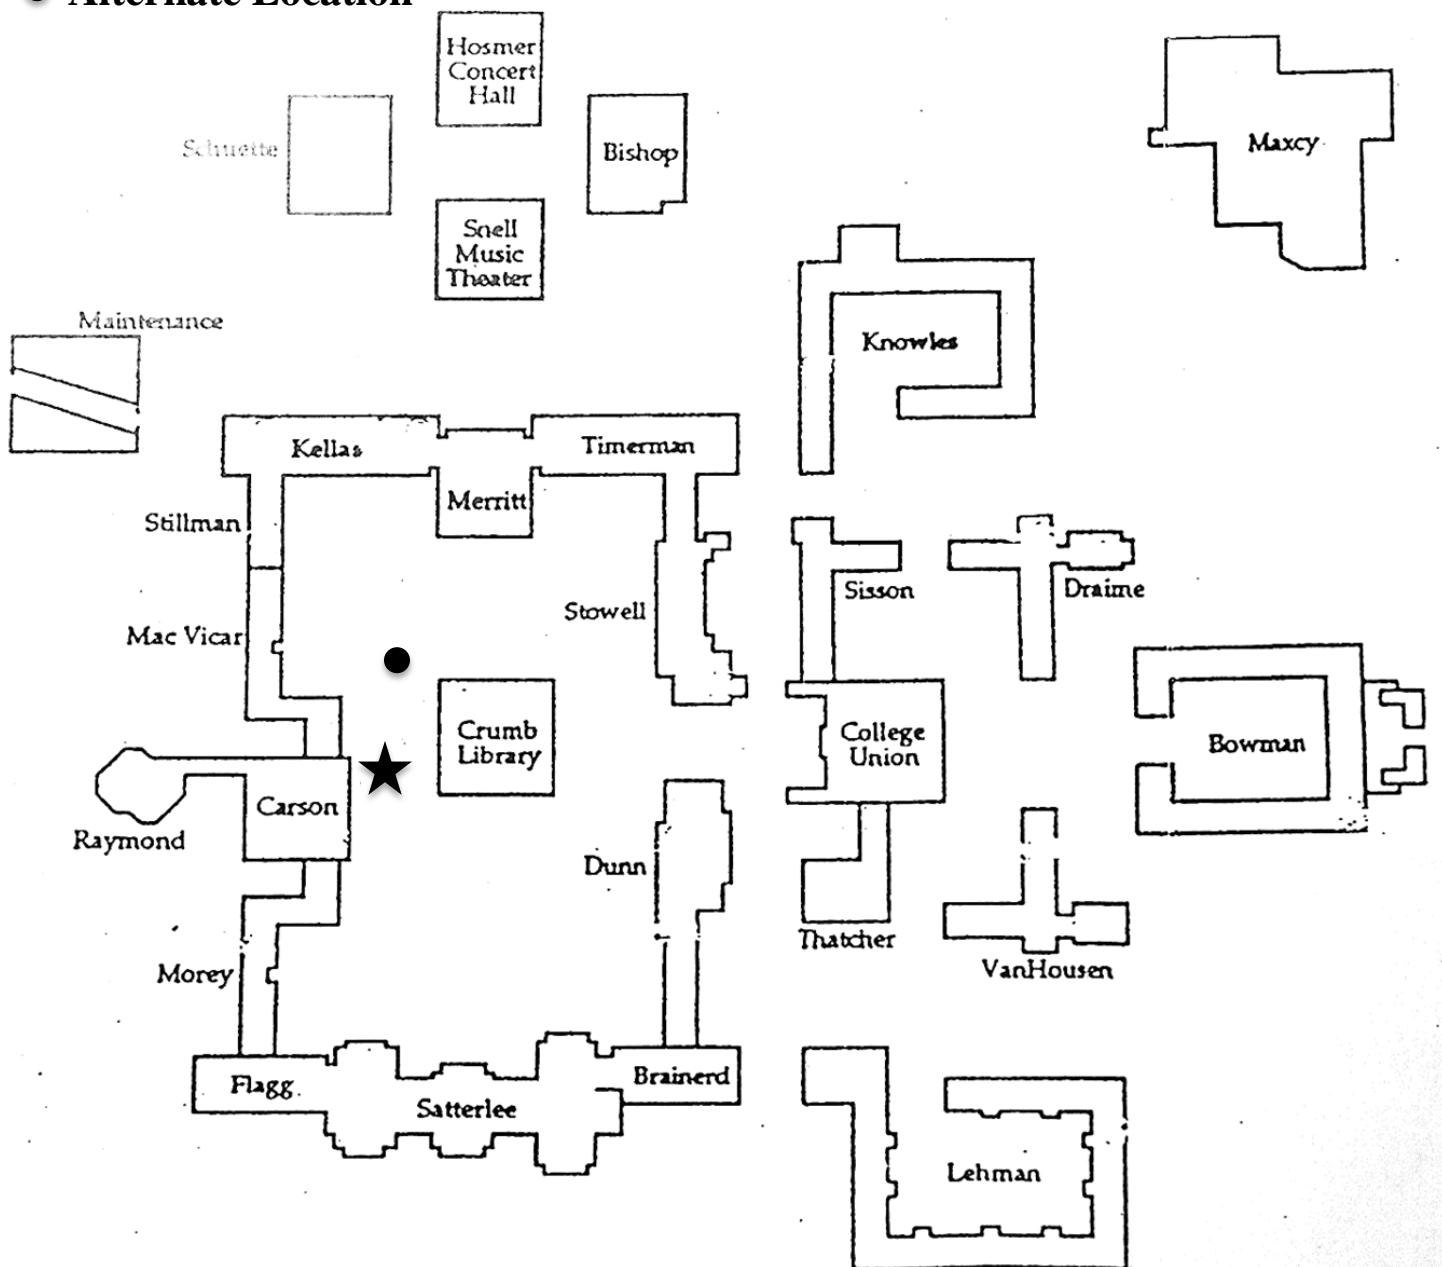 Alternate Location
Hosmer
Concert
Hall
Schuette
Bishop
Maxcy
Snell
Music
Theater
Maintenance
Knowles
Kellas
Timerman
Merritt
Stillman
Sisson
Draime
Stowell
Mac Vicar
Crumb
Library
College
Union
Bowman
Carson
Raymond
Dunn
Thatcher
VanHousen
Morey
Flagg
Brainerd
Satterlee
Lehman